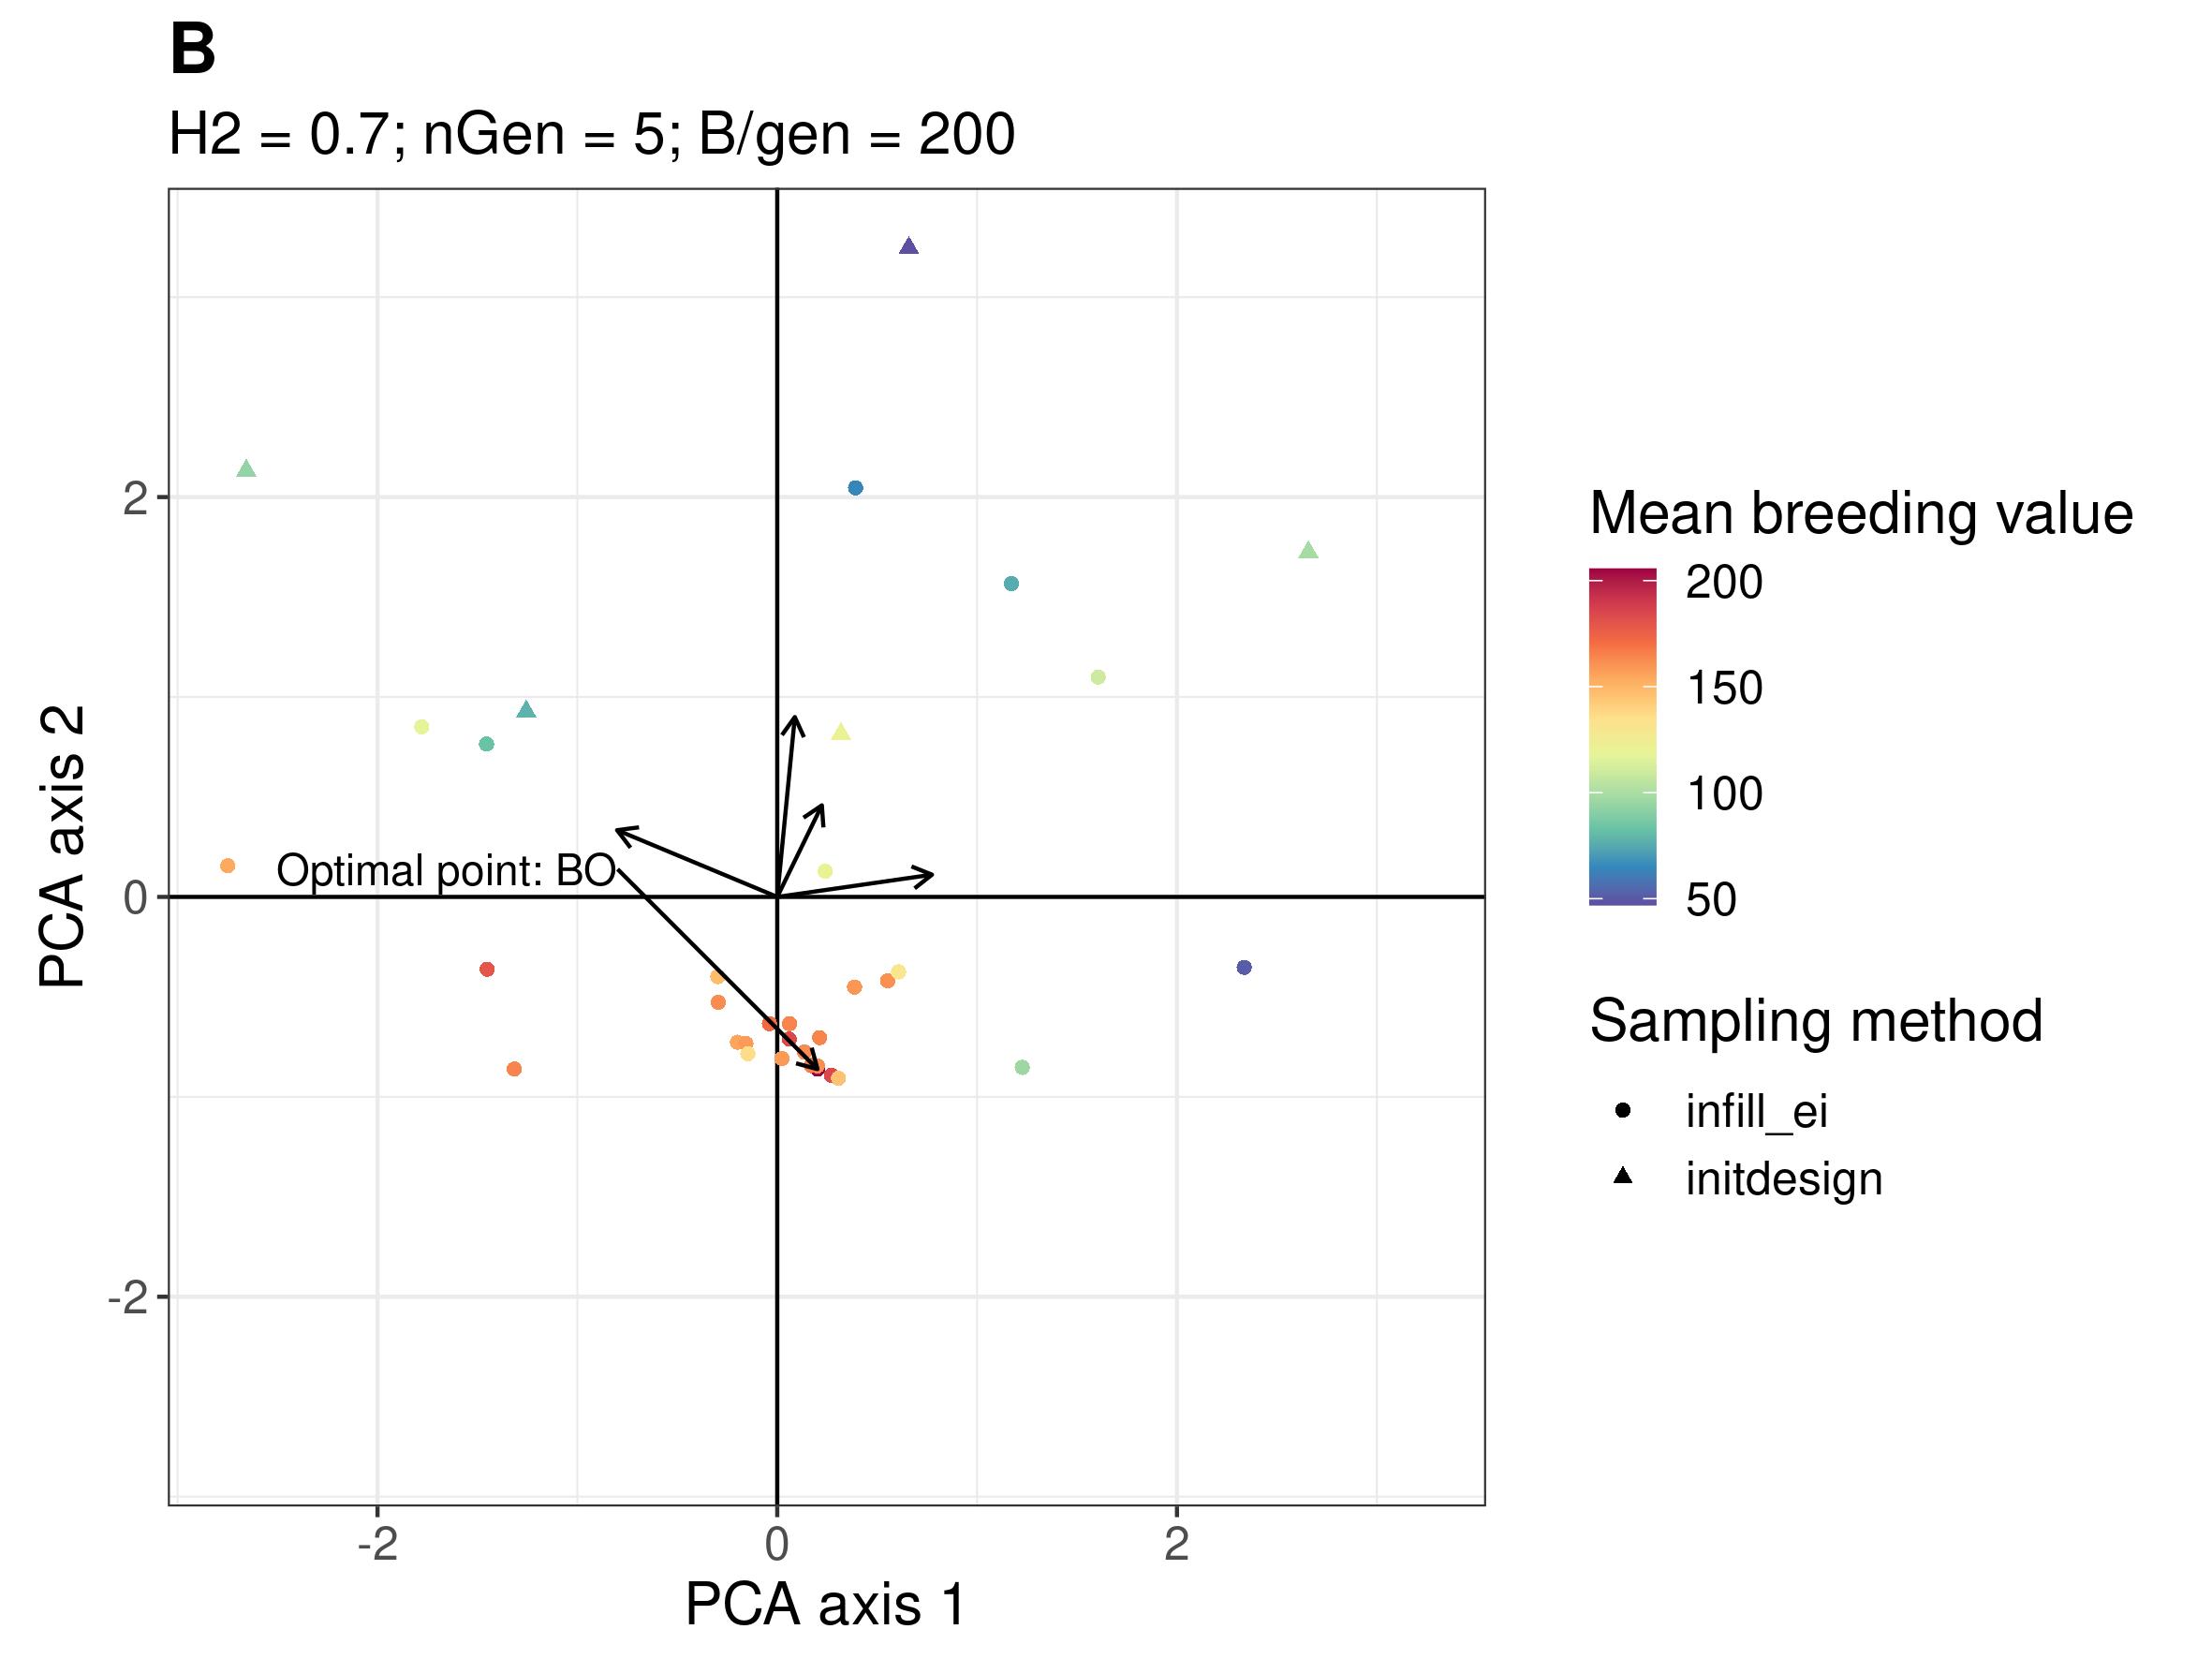 B
H2 = 0.7; nGen = 5; B/gen = 200
PCA axis 2
2
0
-2
Optimal point: BO
-2
0
2
PCA axis 1
Mean breeding value
200
150
100
50
Sampling method
infill_ei
initdesign